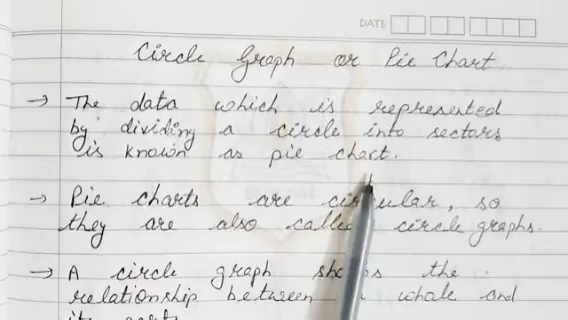 DATE
Circle Graph or Pie Chart
→ The data which is represented
by dividing a circle into sectors
is known as pie chart.
→ Pie charts are circular, so
they are also called circle graphs.
→ A circle graph shows the
relationship between whole and
its parts